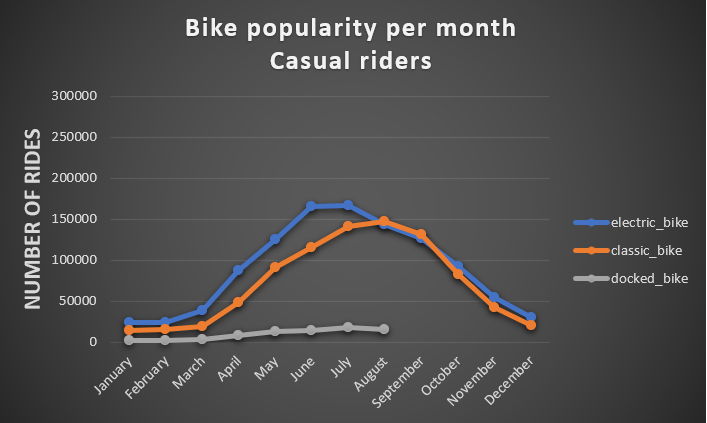 Bike popularity per month
Casual riders
NUMBER OF RIDES
300000
250000
200000
150000
100000
50000
0
January
February
March
April
May
June
July
August
September
October
November
December
electric_bike
classic_bike
docked_bike